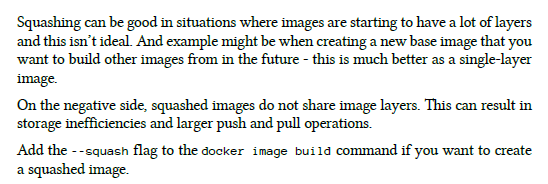 Squashing can be good in situations where images are starting to have a lot of layers
and this isn’t ideal. And example might be when creating a new base image that you
want to build other images from in the future - this is much better as a single-layer
image.
On the negative side, squashed images do not share image layers. This can result in
storage inefficiencies and larger push and pull operations.
Add the --squash flag to the docker image build command if you want to create
a squashed image.